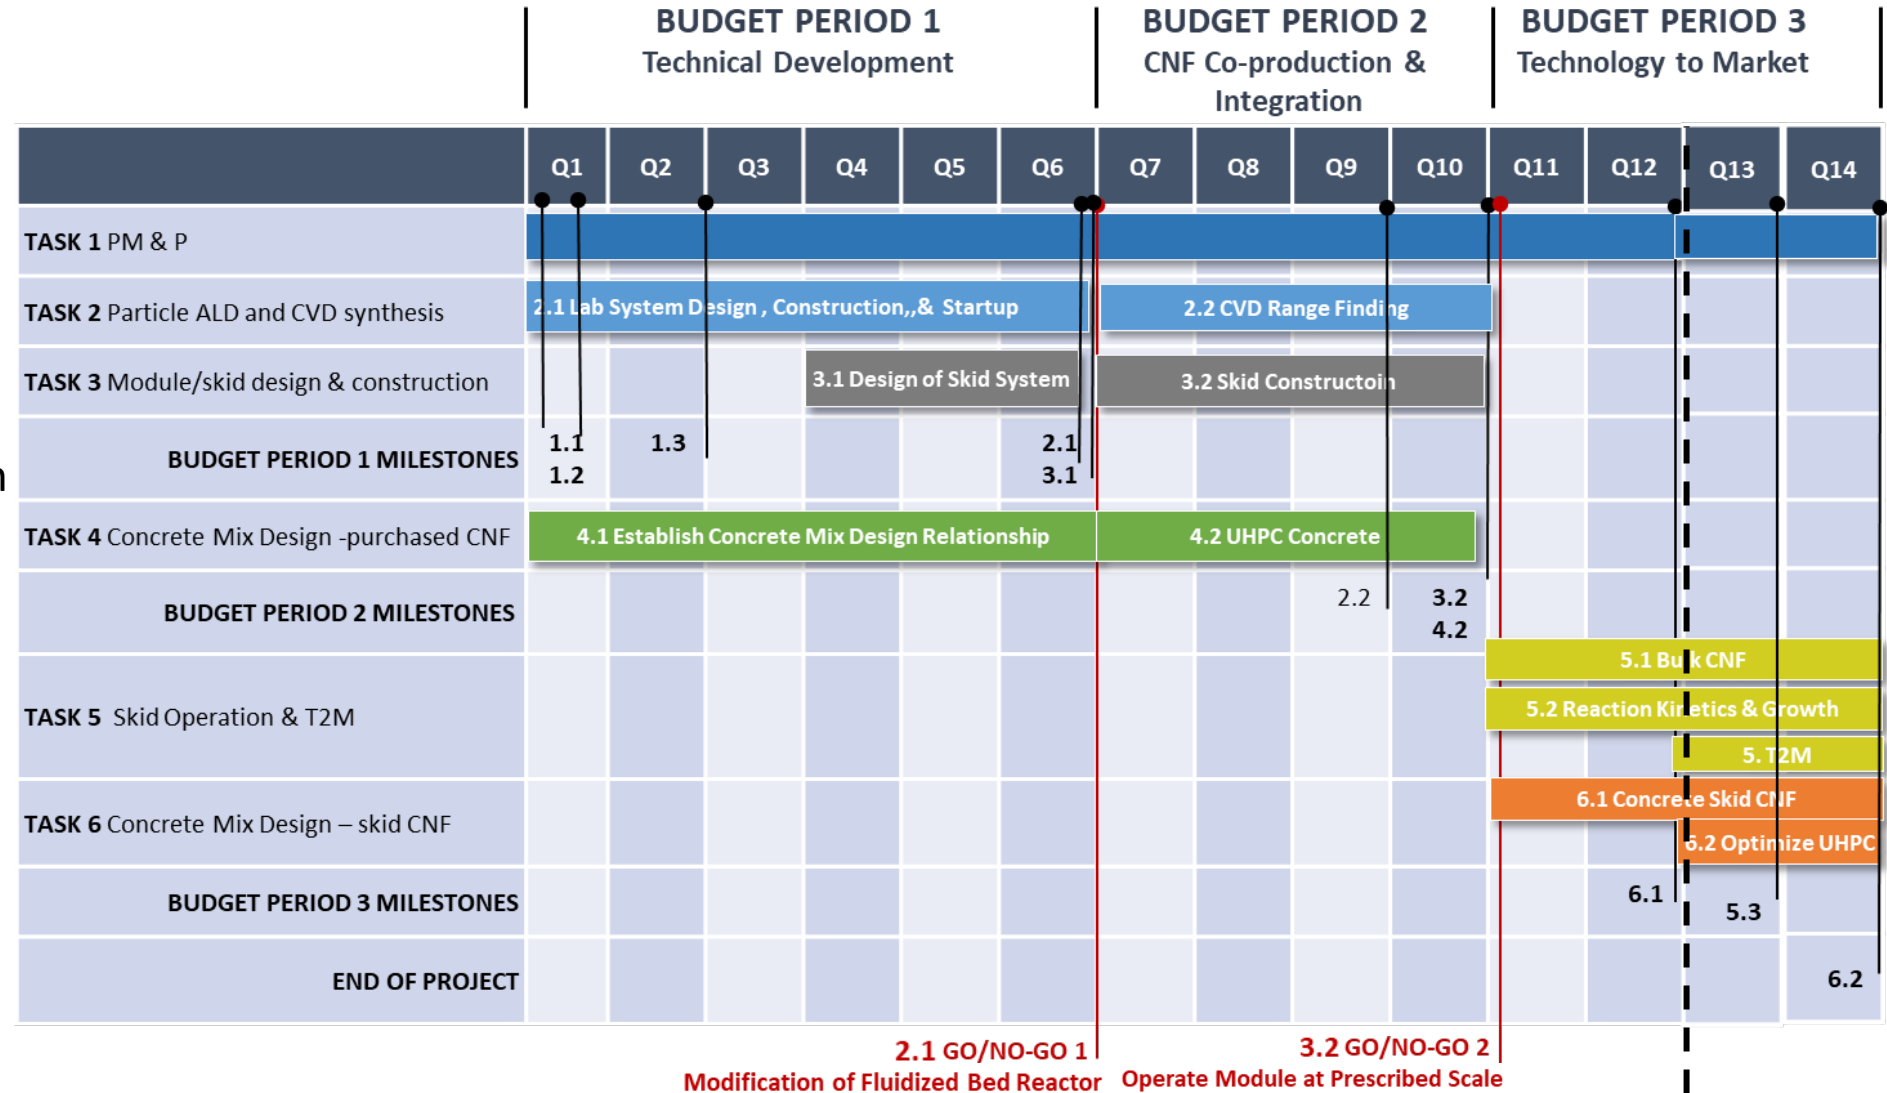 BUDGET PERIOD 1
Technical Development
BUDGET PERIOD 2
CNF Co-production &
Integration
BUDGET PERIOD 3
Technology to Market
Q1 Q2 Q3 Q4 Q5 Q6 Q7 Q8 Q9 Q10 Q11 Q12 Q13 Q14
TASK 1 PM & P
TASK 2 Particle ALD and CVD synthesis
2.1 Lab System Design , Construction,,& Startup
2.2 CVD Range Finding
TASK 3 Module/skid design & construction
3.1 Design of Skid System
3.2 Skid Constructoin
n
BUDGET PERIOD 1 MILESTONES
1.1
1.2
1.3
2.1
3.1
TASK 4 Concrete Mix Design -purchased CNF
4.1 Establish Concrete Mix Design Relationship
4.2 UHPC Concrete
BUDGET PERIOD 2 MILESTONES
2.2
3.2
4.2
TASK 5 Skid Operation & T2M
5.1 Bulk CNF
5.2 Reaction Kinetics & Growth
5. T2M
TASK 6 Concrete Mix Design – skid CNF
6.1 Concrete Skid CNF
6.2 Optimize UHPC
BUDGET PERIOD 3 MILESTONES
6.1
5.3
END OF PROJECT
6.2
2.1 GO/NO-GO 1
Modification of Fluidized Bed Reactor
3.2 GO/NO-GO 2
Operate Module at Prescribed Scale